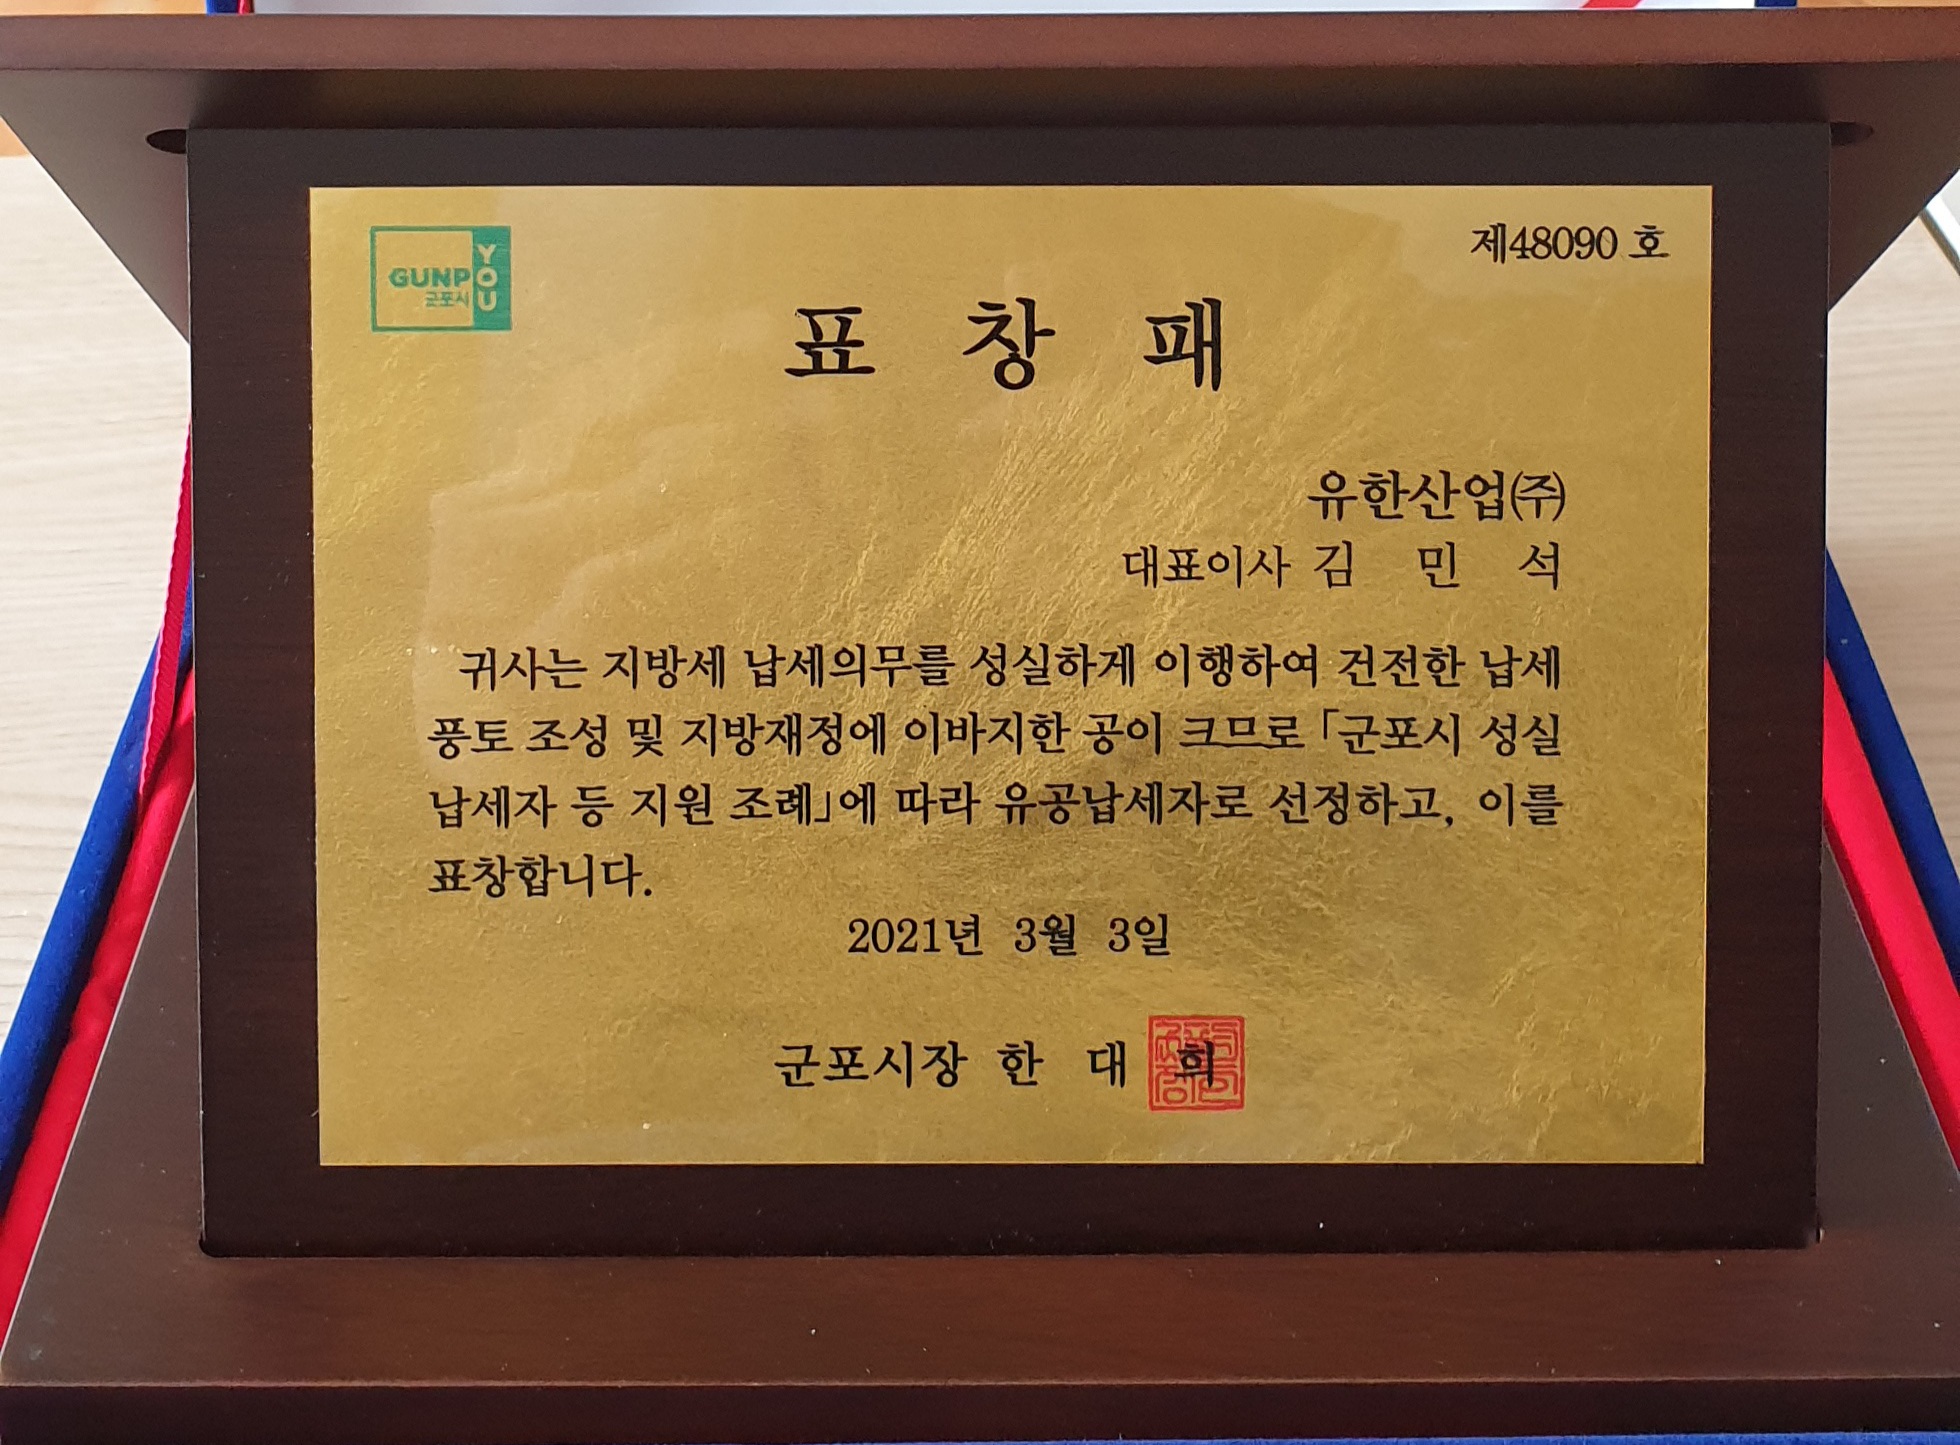 GUNP
YOU
군포시
제48090 호
표 창 패
유한산업㈜
대표이사 김 민 석
귀사는 지방세 납세의무를 성실하게 이행하여 건전한 납세
풍토 조성 및 지방재정에 이바지한 공이 크므로 「군포시 성실
납세자 등 지원 조례」에 따라 유공납세자로 선정하고, 이를
표창합니다.
2021년 3월 3일
군포시장 한 대 희